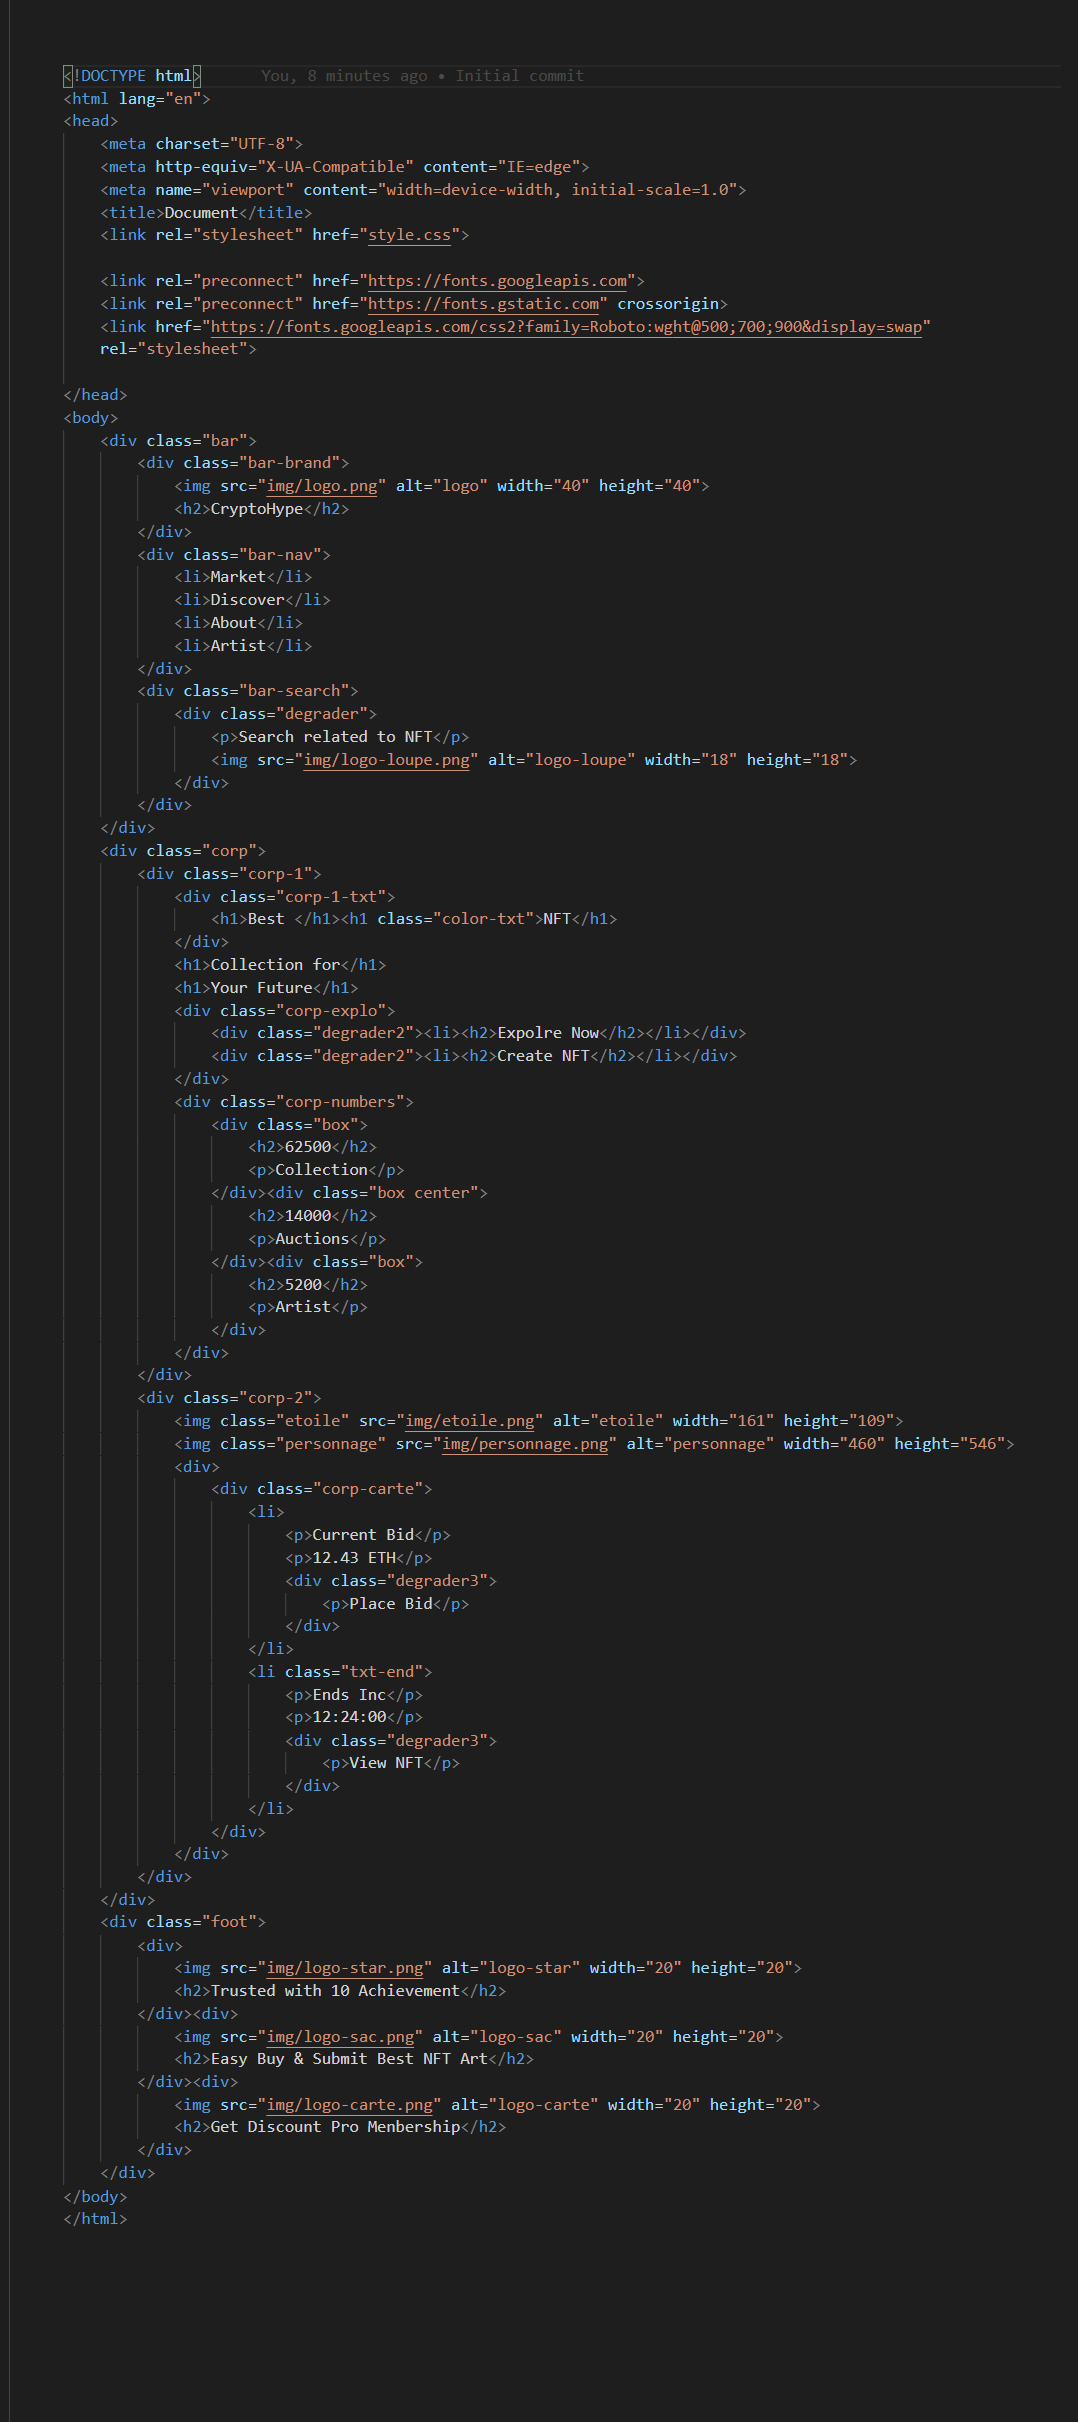 <!DOCTYPE html>      You, 8 minutes ago • Initial commit
<html lang="en">
<head>
    <meta charset="UTF-8">
    <meta http-equiv="X-UA-Compatible" content="IE=edge">
    <meta name="viewport" content="width=device-width, initial-scale=1.0">
    <title>Document</title>
    <link rel="stylesheet" href="style.css">

    <link rel="preconnect" href="https://fonts.googleapis.com">
    <link rel="preconnect" href="https://fonts.gstatic.com" crossorigin>
    <link href="https://fonts.googleapis.com/css2?family=Roboto:wght@500;700;900&display=swap"
    rel="stylesheet">

</head>
<body>
    <div class="bar">
        <div class="bar-brand">
            <img src="img/logo.png" alt="logo" width="40" height="40">
            <h2>CryptoHype</h2>
        </div>
        <div class="bar-nav">
            <li>Market</li>
            <li>Discover</li>
            <li>About</li>
            <li>Artist</li>
        </div>
        <div class="bar-search">
            <div class="degrader">
                <p>Search related to NFT</p>
                <img src="img/logo-loupe.png" alt="logo-loupe" width="18" height="18">
            </div>
        </div>
    </div>
    <div class="corp">
        <div class="corp-1">
            <div class="corp-1-txt">
                <h1>Best </h1><h1 class="color-txt">NFT</h1>
            </div>
            <h1>Collection for</h1>
            <h1>Your Future</h1>
            <div class="corp-explo">
                <div class="degrader2"><li><h2>Expolre Now</h2></li></div>
                <div class="degrader2"><li><h2>Create NFT</h2></li></div>
            </div>
            <div class="corp-numbers">
                <div class="box">
                    <h2>62500</h2>
                    <p>Collection</p>
                </div><div class="box center">
                    <h2>14000</h2>
                    <p>Auctions</p>
                </div><div class="box">
                    <h2>5200</h2>
                    <p>Artist</p>
                </div>
            </div>
        </div>
        <div class="corp-2">
            <img class="etoile" src="img/etoile.png" alt="etoile" width="161" height="109">
            <img class="personnage" src="img/personnage.png" alt="personnage" width="460" height="546">
            <div>
                <div class="corp-carte">
                    <li>
                        <p>Current Bid</p>
                        <p>12.43 ETH</p>
                        <div class="degrader3">
                            <p>Place Bid</p>
                        </div>
                    </li>
                    <li class="txt-end">
                        <p>Ends Inc</p>
                        <p>12:24:00</p>
                        <div class="degrader3">
                            <p>View NFT</p>
                        </div>
                    </li>
                </div>
            </div>
        </div>
    </div>
    <div class="foot">
        <div>
            <img src="img/logo-star.png" alt="logo-star" width="20" height="20">
            <h2>Trusted with 10 Achievement</h2>
        </div><div>
            <img src="img/logo-sac.png" alt="logo-sac" width="20" height="20">
            <h2>Easy Buy & Submit Best NFT Art</h2>
        </div><div>
            <img src="img/logo-carte.png" alt="logo-carte" width="20" height="20">
            <h2>Get Discount Pro Menbership</h2>
        </div>
    </div>
</body>
</html>